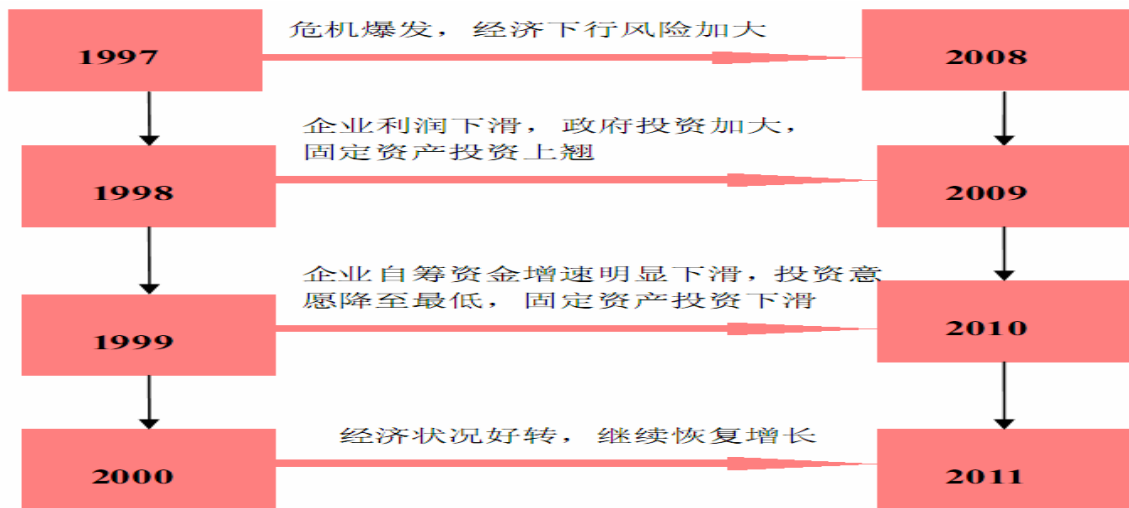 危机爆发，经济下行风险加大
1997
2008
企业利润下滑，政府投资加大，
固定资产投资上翘
1998
2009
企业自筹资金增速明显下滑，投资意
愿降至最低，固定资产投资下滑
1999
2010
经济状况好转，继续恢复增长
2000
2011